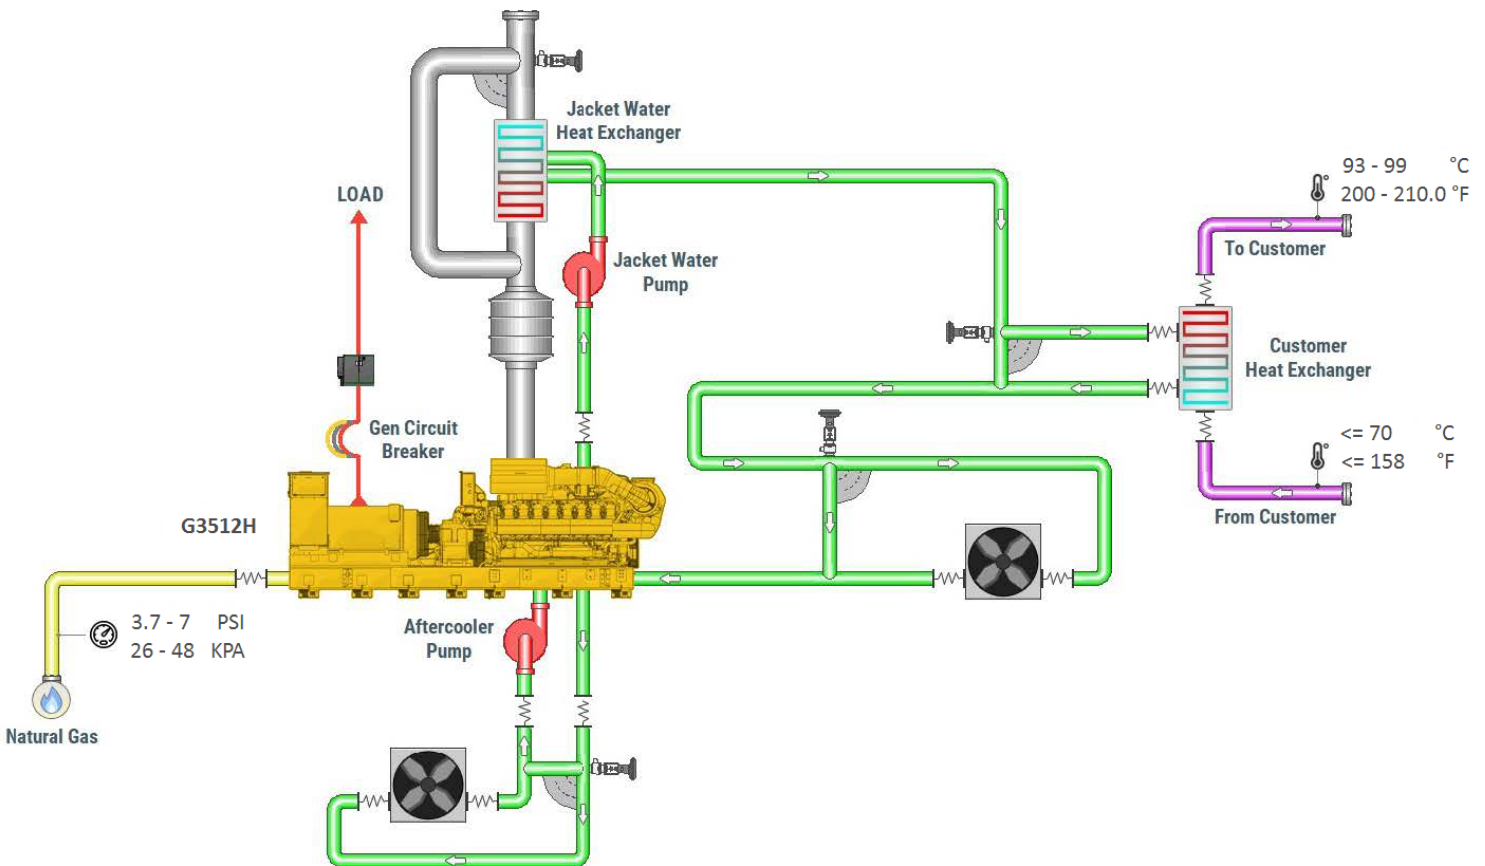 Jacket Water
Heat Exchanger
LOAD
93 - 99 °C
200 - 210.0 °F
To Customer
Jacket Water
Pump
Customer
Heat Exchanger
Gen Circuit
Breaker
<= 70 °C
<= 158 °F
From Customer
G3512H
3.7 - 7 PSI
26 - 48 KPA
Aftercooler
Pump
Natural Gas